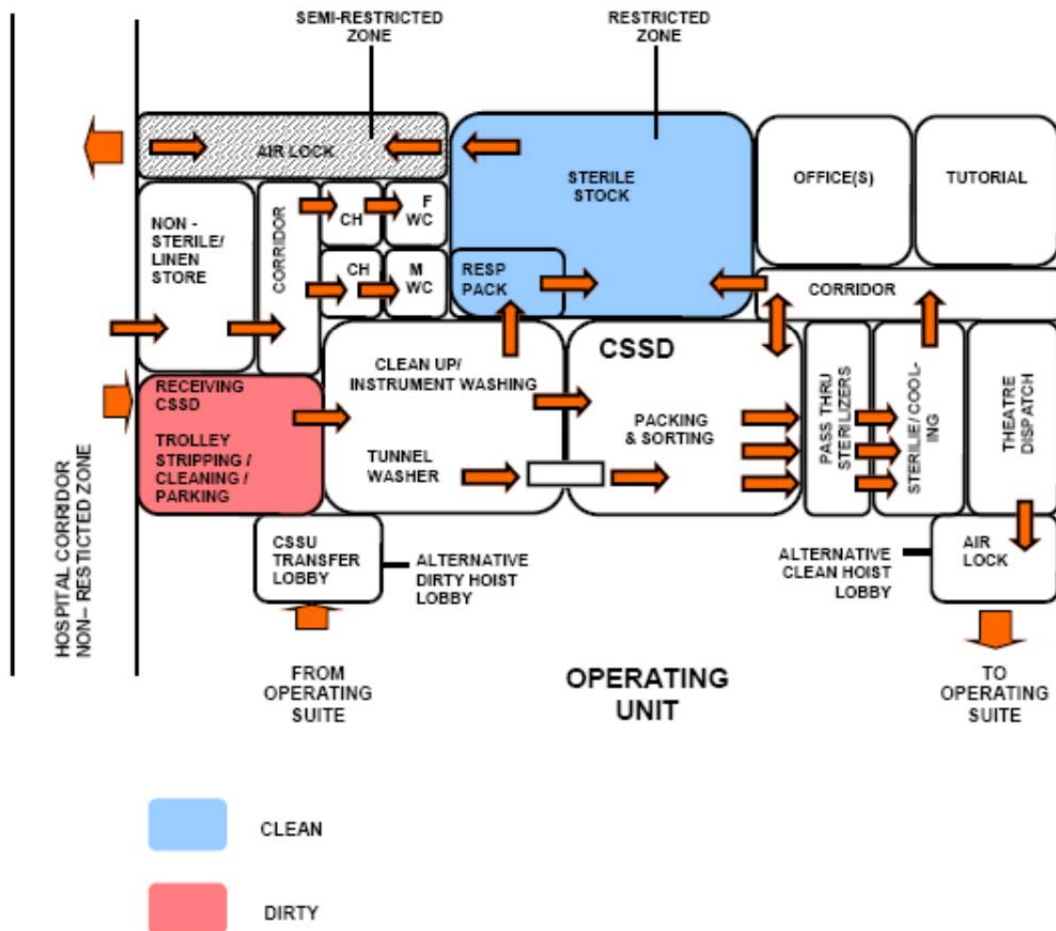 SEMI-RESTRICTED
ZONE
RESTRICTED
ZONE
AIR LOCK
STERILE
STOCK
OFFICE(S)
TUTORIAL
NON -
STERILE/
LINEN
STORE
CORRIDOR
CH
F
WC
CH
M
WC
RESP
PACK
CORRIDOR
RECEIVING
CSSD
TROLLEY
STRIPPING /
CLEANING /
PARKING
CLEAN UP/
INSTRUMENT WASHING
TUNNEL
WASHER
CSSD
PACKING
& SORTING
PASS THRU
STERILIZERS
STERILIE/ COOL-
ING
THEATRE
DISPATCH
HOSPITAL CORRIDOR
NON– RESTICTED ZONE
CSSU
TRANSFER
LOBBY
ALTERNATIVE
DIRTY HOIST
LOBBY
ALTERNATIVE
CLEAN HOIST
LOBBY
AIR
LOCK
FROM
OPERATING
SUITE
OPERATING
UNIT
TO
OPERATING
SUITE
CLEAN
DIRTY